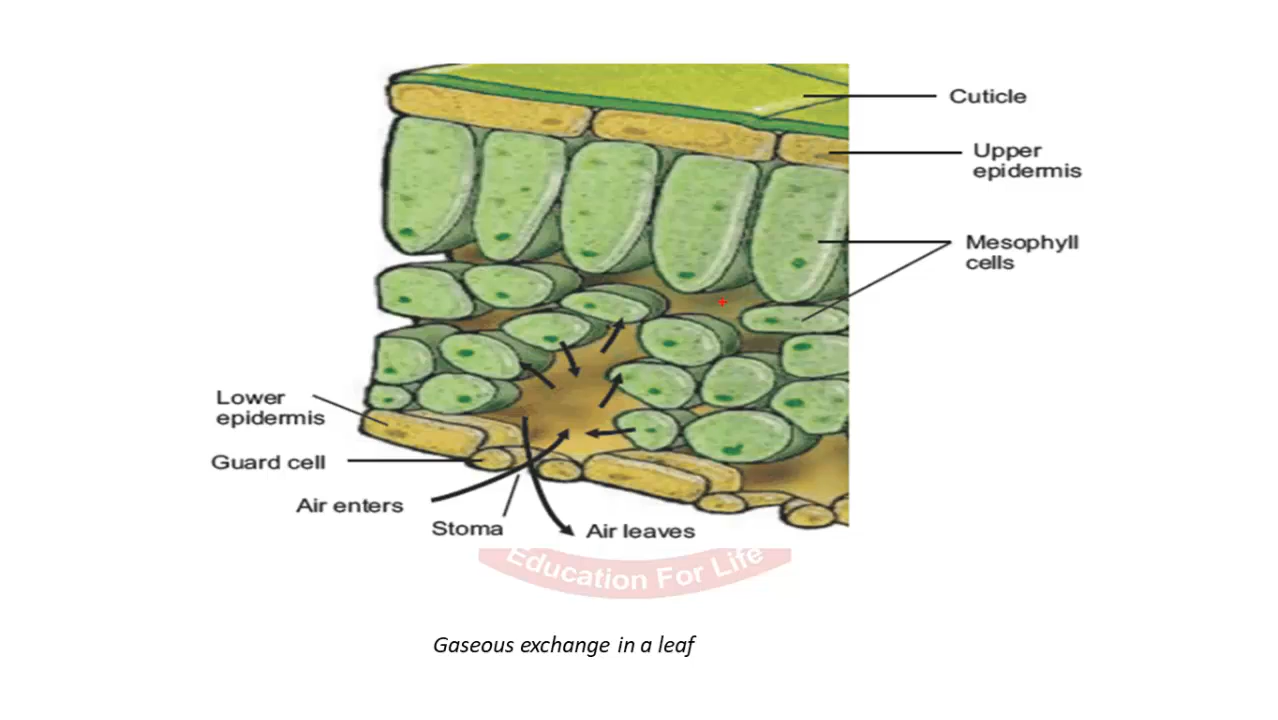 Cuticle
Upper
epidermis
Mesophyll
cells
Lower
epidermis
Guard cell
Air enters
Stoma
Air leaves
Education For Life
Gaseous exchange in a leaf